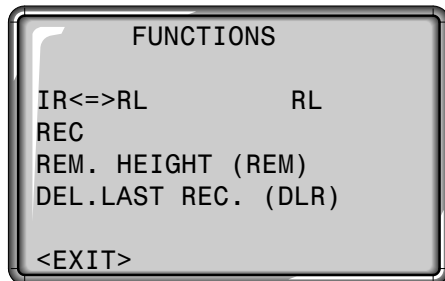 FUNCTIONS
IR<=>RL RL
REC
REM. HEIGHT (REM)
DEL.LAST REC. (DLR)
<EXIT>